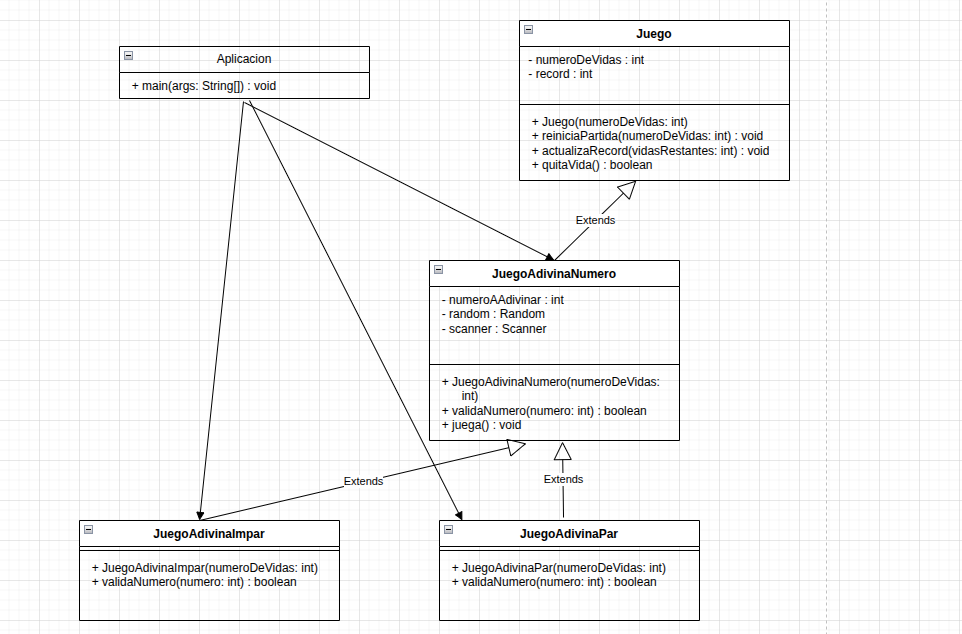 Juego
- numeroDeVidas : int
- record : int
+ Juego(numeroDeVidas: int)
+ reiniciaPartida(numeroDeVidas: int) : void
+ actualizaRecord(vidasRestantes: int) : void
+ quitaVida() : boolean
Aplicacion
+ main(args: String[]) : void
Extends
JuegoAdivinaNumero
- numeroAAdivinar : int
- random : Random
- scanner : Scanner
+ JuegoAdivinaNumero(numeroDeVidas:
int)
+ validaNumero(numero: int) : boolean
+ juega() : void
Extends
Extends
JuegoAdivinaImpar
+ JuegoAdivinaImpar(numeroDeVidas: int)
+ validaNumero(numero: int) : boolean
JuegoAdivinaPar
+ JuegoAdivinaPar(numeroDeVidas: int)
+ validaNumero(numero: int) : boolean